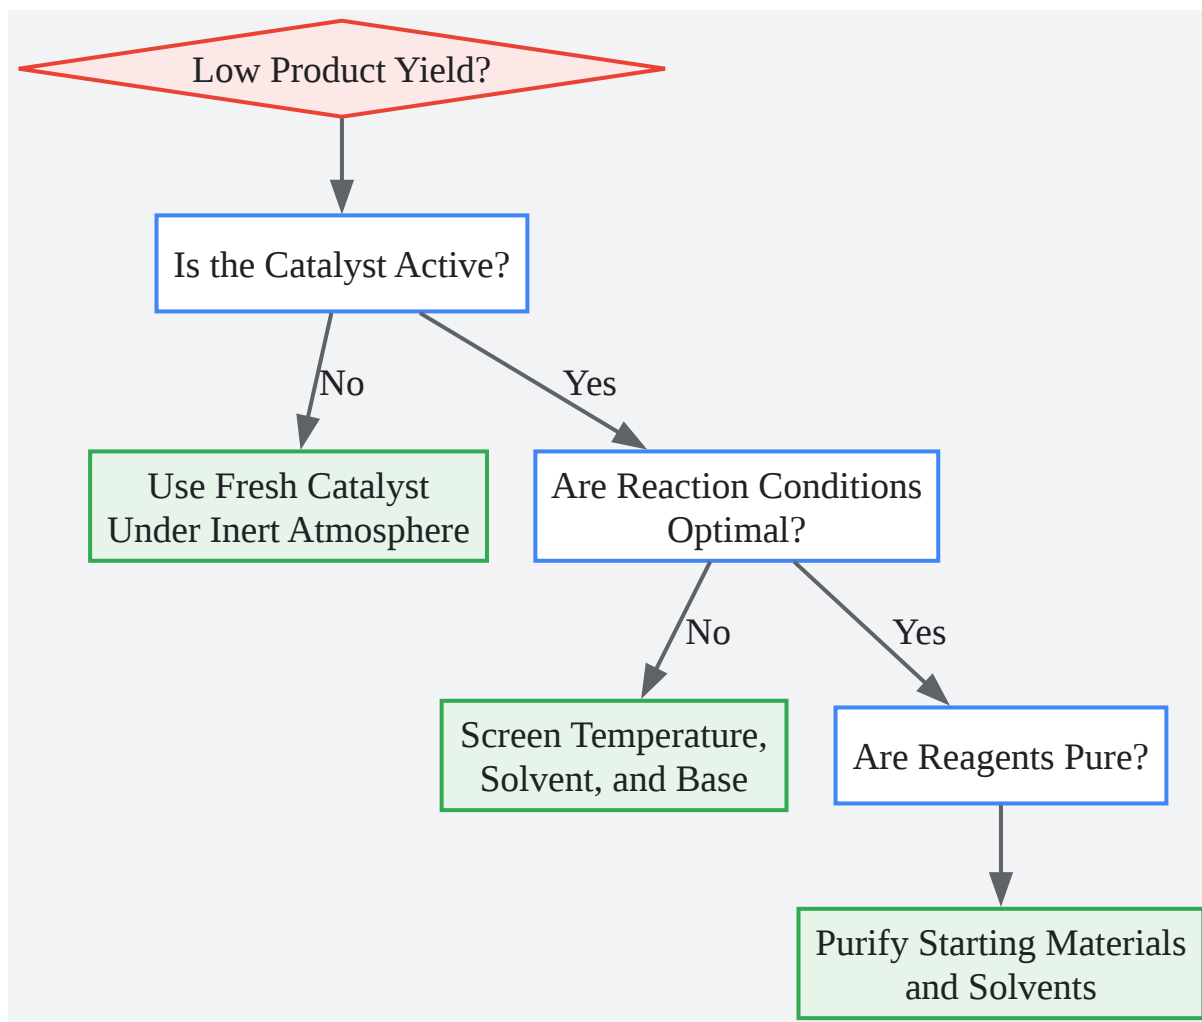 Low Product Yield?
Is the Catalyst Active?
No
Yes
Use Fresh Catalyst
Under Inert Atmosphere
Are Reaction Conditions
Optimal?
No
Yes
Screen Temperature,
Solvent, and Base
Are Reagents Pure?
Purify Starting Materials
and Solvents